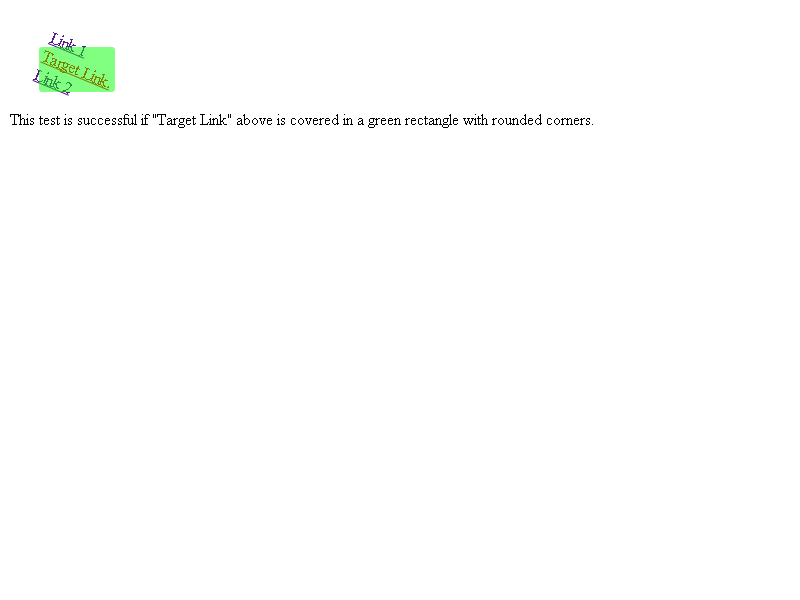 Link 1
Target Link.
Link 2
This test is successful if "Target Link" above is covered in a green rectangle with rounded corners.